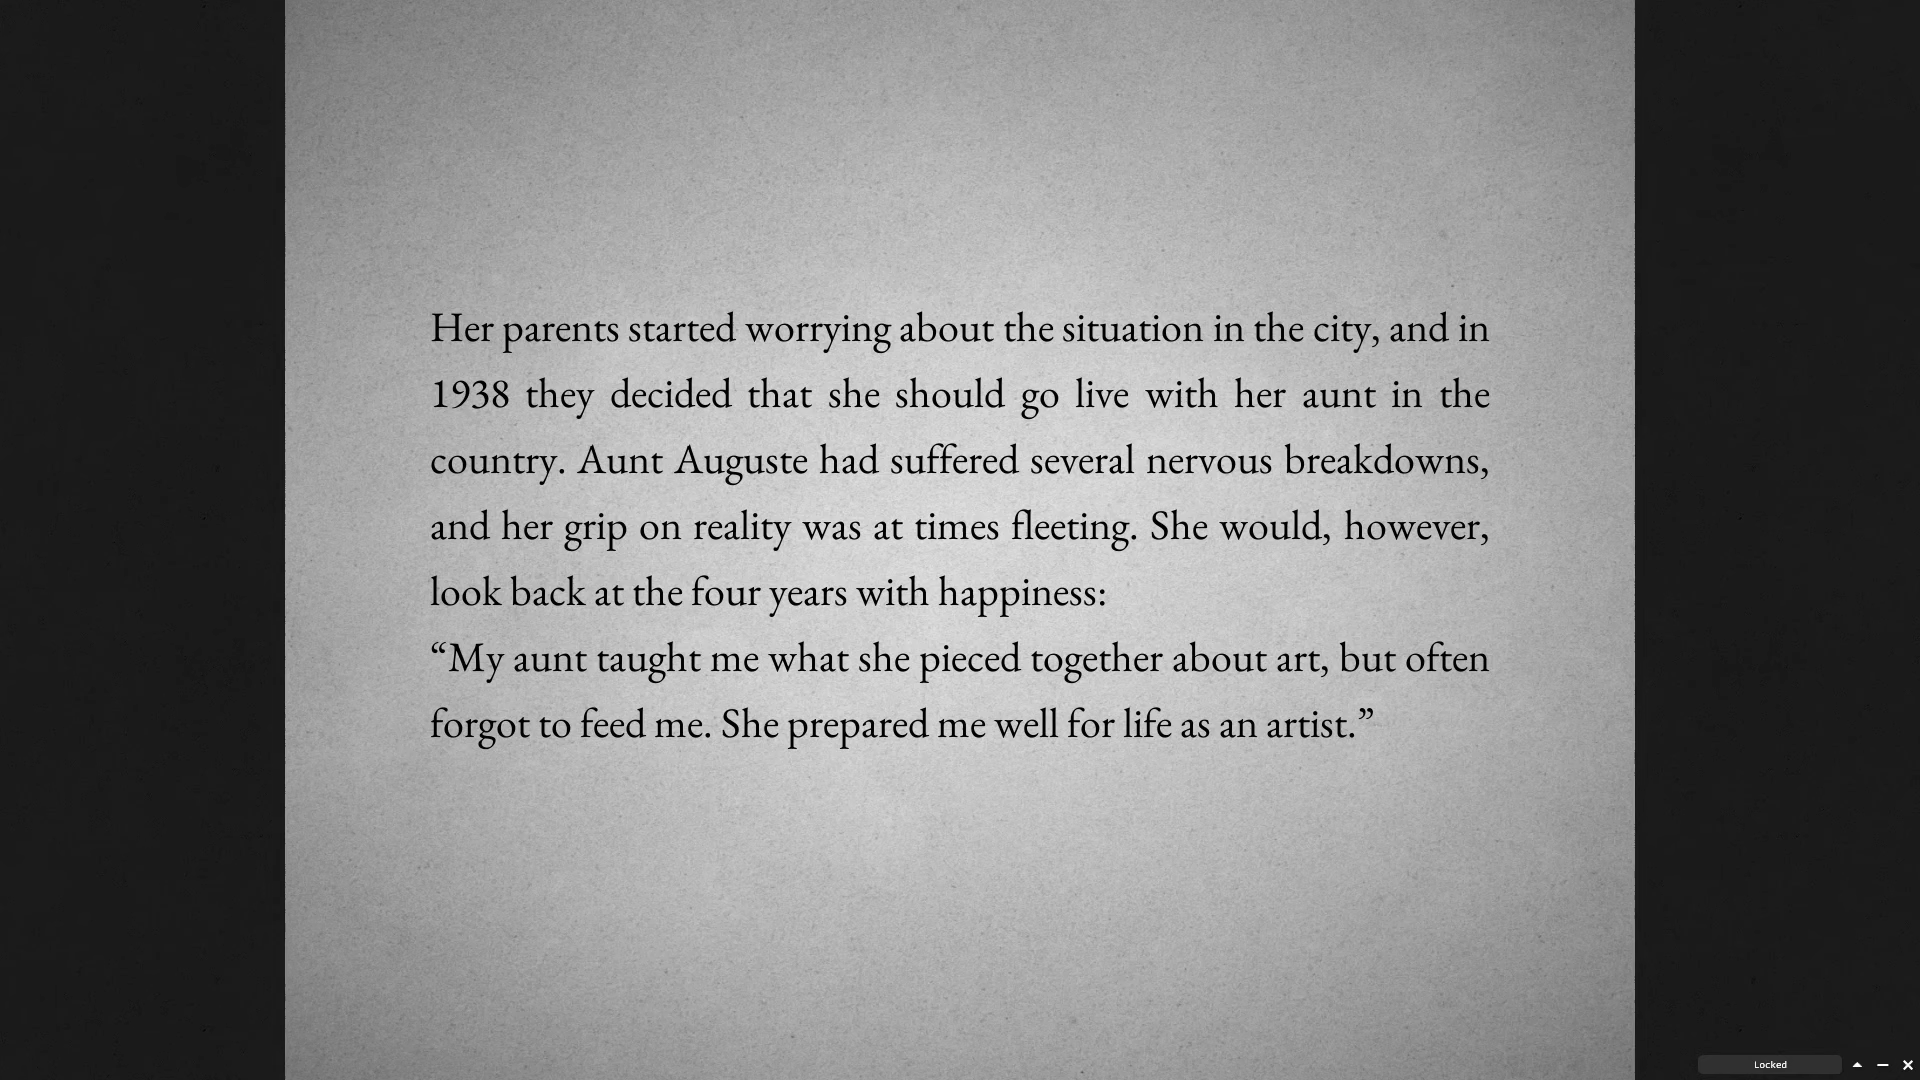 Her parents started worrying about the situation in the city, and in
1938 they decided that she should go live with her aunt in the
country. Aunt Auguste had suffered several nervous breakdowns,
and her grip on reality was at times fleeting. She would, however,
look back at the four years with happiness:
“My aunt taught me what she pieced together about art, but often
forgot to feed me. She prepared me well for life as an artist.”
Locked